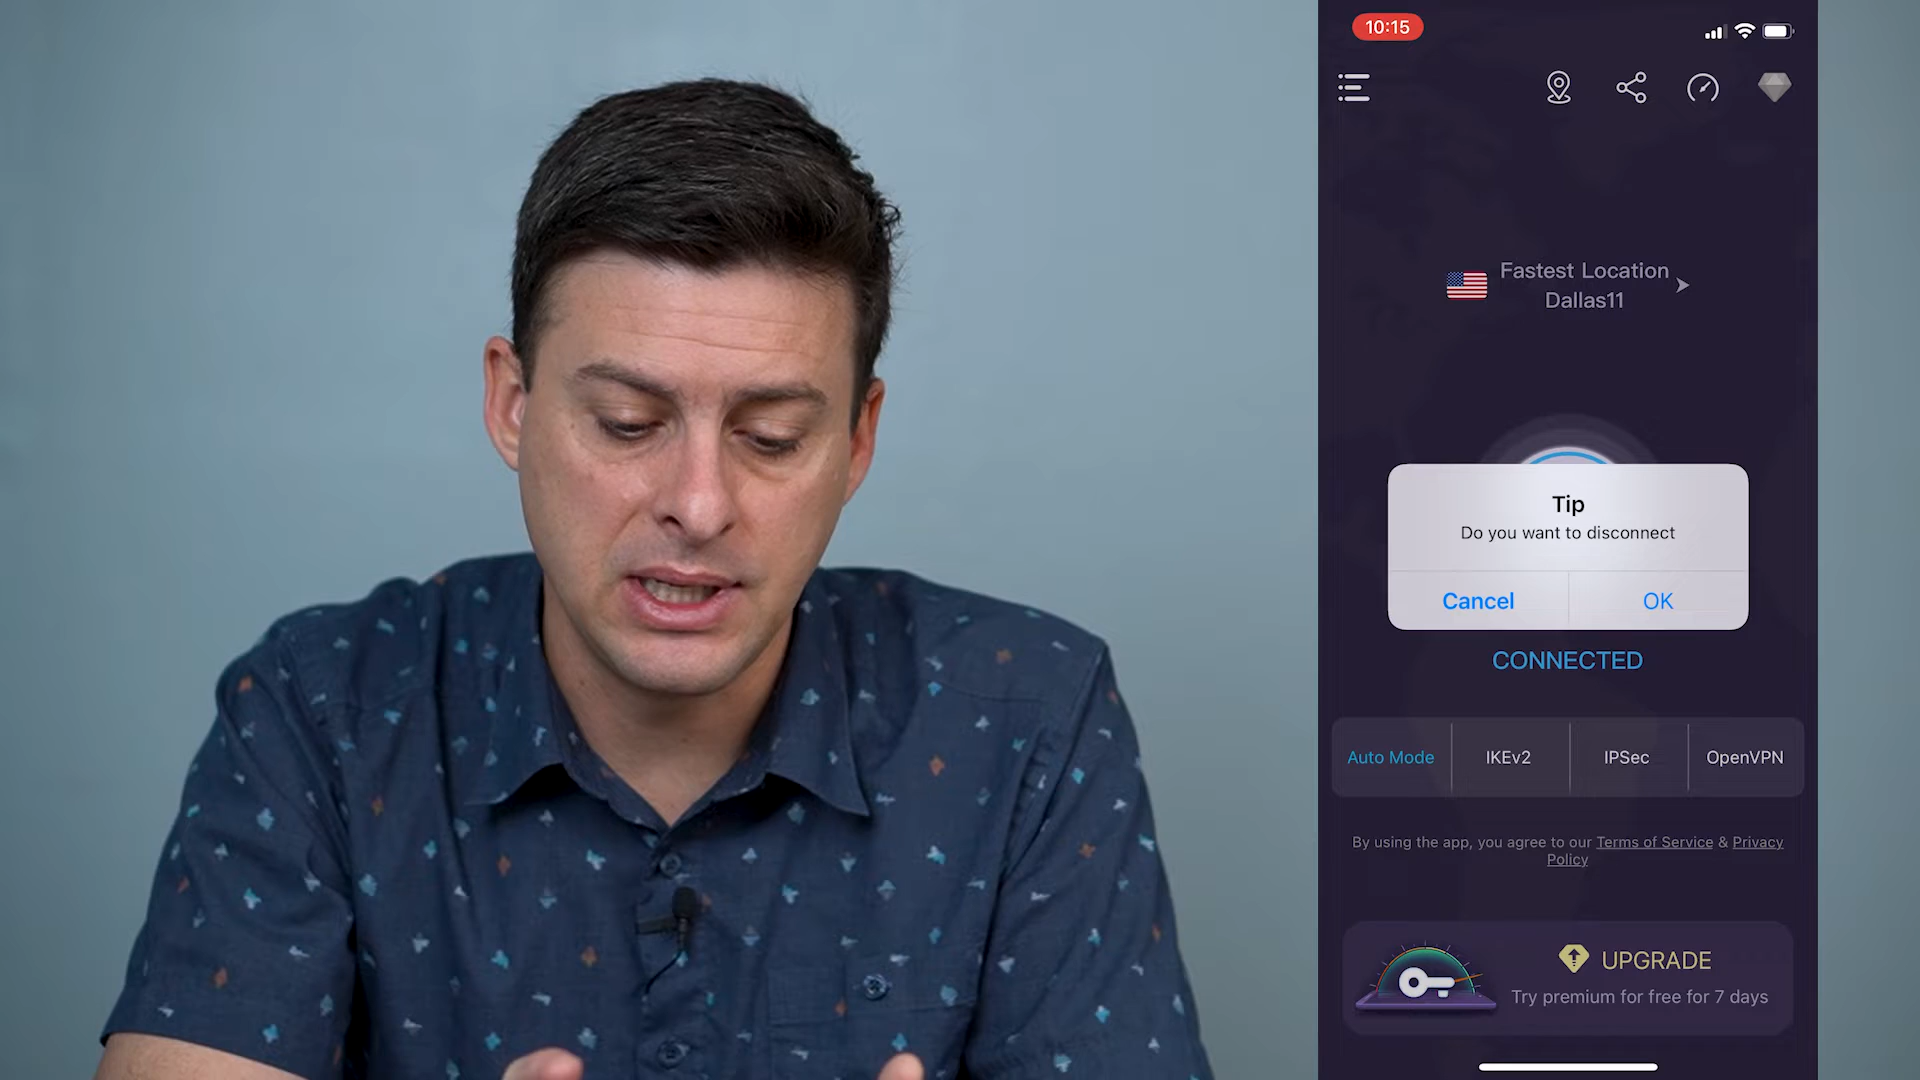 10:15
Fastest Location
Dallas11
Tip
Do you want to disconnect
Cancel
OK
CONNECTED
Auto Mode
IKEv2
IPSec
OpenVPN
By using the app, you agree to our Terms of Service & Privacy
Policy
UPGRADE
Try premium for free for 7 days